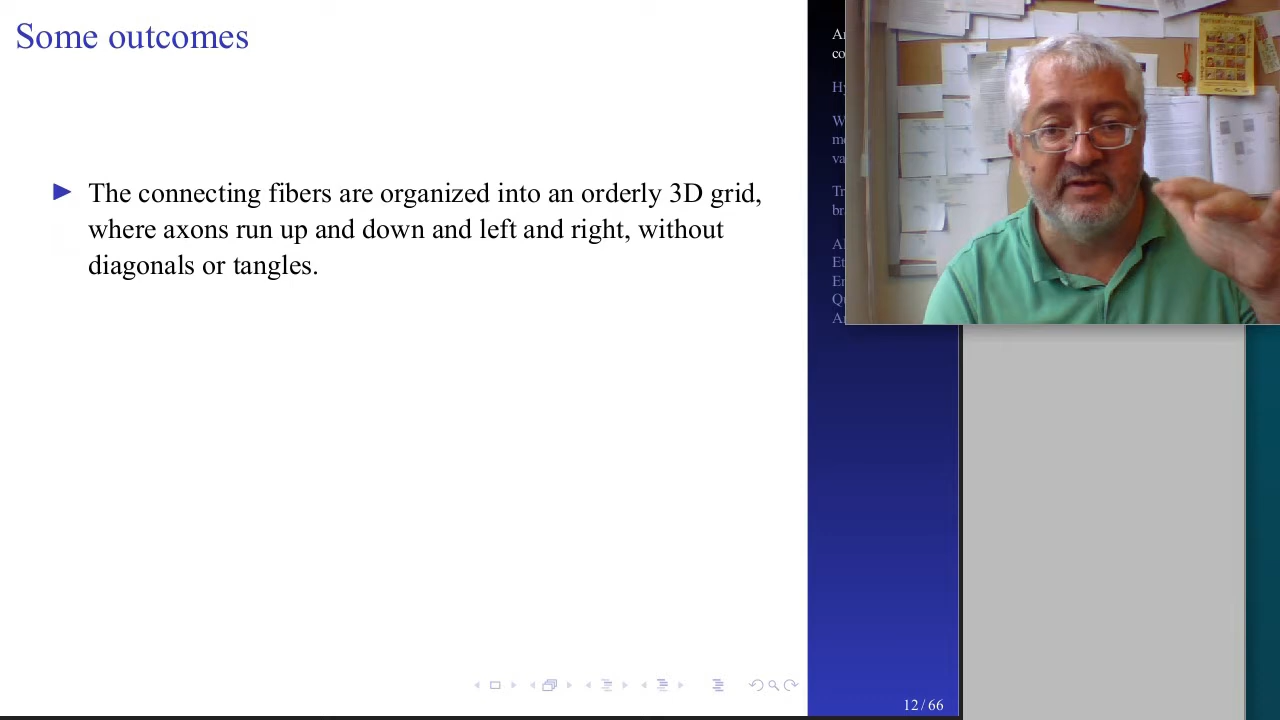 Some outcomes
The connecting fibers are organized into an orderly 3D grid,
where axons run up and down and left and right, without
diagonals or tangles.
12 / 66